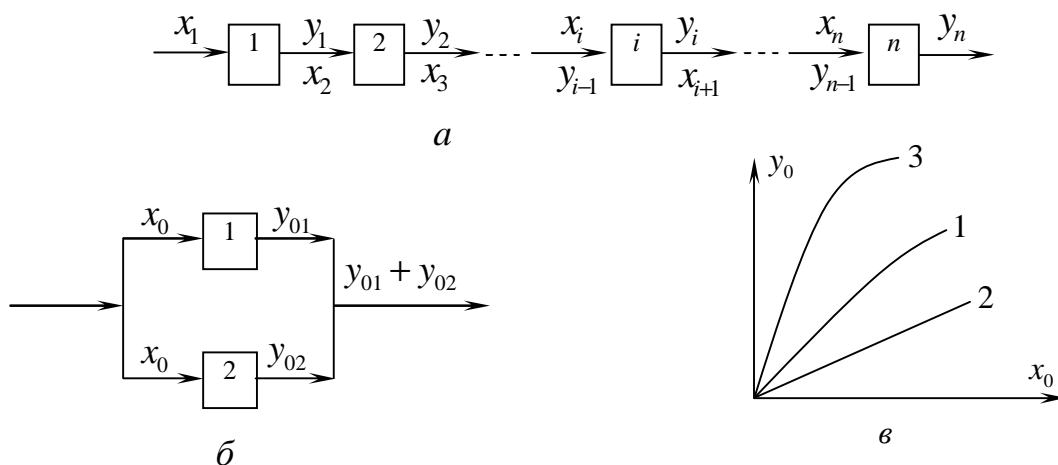 x₁ 1 y₁ 2 y₂ xᵢ i yᵢ xₙ n yₙ
x₂ x₃ yᵢ₋₁ xᵢ₊₁ yₙ₋₁
а
x₀ 1 y₀₁
y₀₁ + y₀₂
x₀ 2 y₀₂
б
y₀ 3
1
2
x₀
в